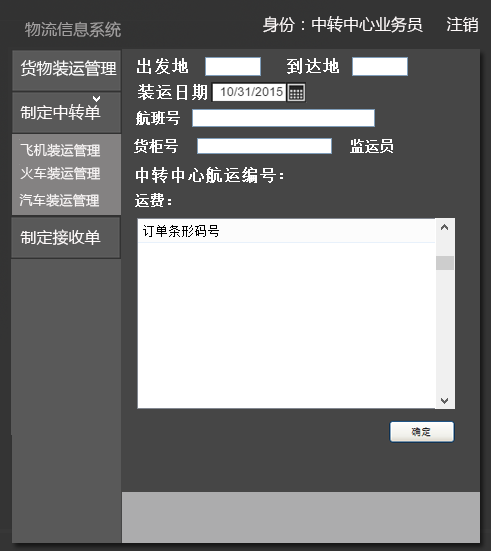 物流信息系统
身份：中转中心业务员 注销
货物装运管理
制定中转单
飞机装运管理
火车装运管理
汽车装运管理
制定接收单
出发地 到达地
装运日期 10/31/2015
航班号
货柜号 监运员
中转中心航运编号：
运费：
订单条形码号
确定